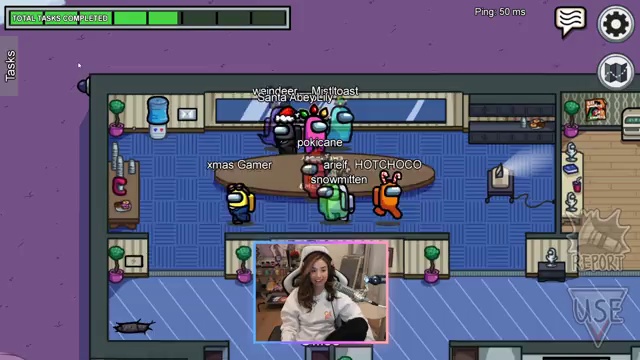 TOTAL TASKS COMPLETED
Ping: 50 ms
Tasks
weindeer
Mistltoast
Santa Abey
Lily
pokicane
xmas Gamer
arieif
HOTCHOCO
snowmitten
REPORT
USE